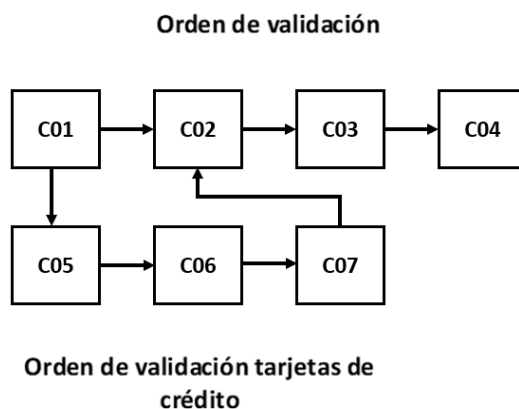 Orden de validación
C01 C02 C03 C04
C05 C06 C07
Orden de validación tarjetas de
crédito